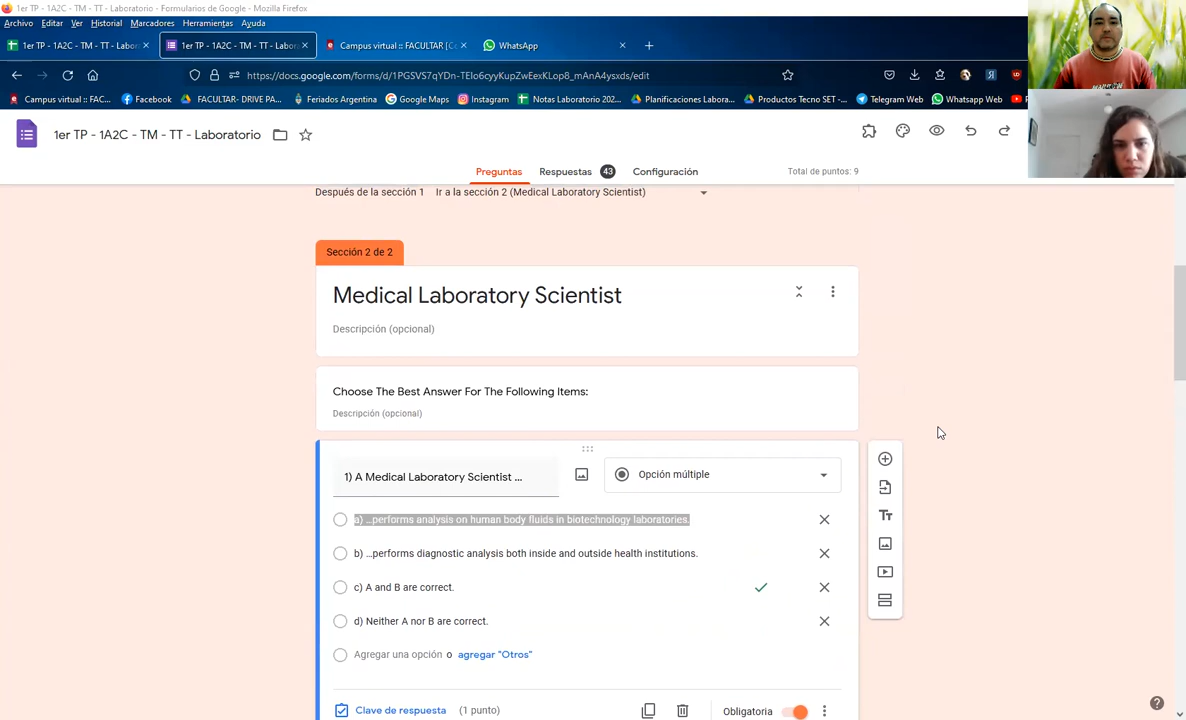 1er TP - 1A2C - TM - TT - Laboratorio - Formularios de Google - Mozilla Firefox
Archivo Editar Ver Historial Marcadores Herramientas Ayuda
1er TP - 1A2C - TM - TT - Labor
1er TP - 1A2C - TM - TT - Labora
Campus virtual :: FACULTAR [Co
WhatsApp
https://docs.google.com/forms/d/1PGSVS7qYDn-TEIo6cyyKupZwEexKLop8_mAnA4ysxds/edit
Campus virtual :: FAC...
Facebook
FACULTAR- DRIVE PA...
Feriados Argentina
Google Maps
Instagram
Notas Laboratorio 202...
Planificaciones Labora...
Productos Tecno SET -...
Telegram Web
Whatsapp Web
1er TP - 1A2C - TM - TT - Laboratorio
Preguntas Respuestas 43 Configuración Total de puntos: 9
Después de la sección 1 Ir a la sección 2 (Medical Laboratory Scientist)
Sección 2 de 2
Medical Laboratory Scientist
Descripción (opcional)
Choose The Best Answer For The Following Items:
Descripción (opcional)
1) A Medical Laboratory Scientist ...
Opción múltiple
a) ...performs analysis on human body fluids in biotechnology laboratories.
b) ...performs diagnostic analysis both inside and outside health institutions.
c) A and B are correct.
d) Neither A nor B are correct.
Agregar una opción o agregar "Otros"
Clave de respuesta (1 punto)
Obligatoria